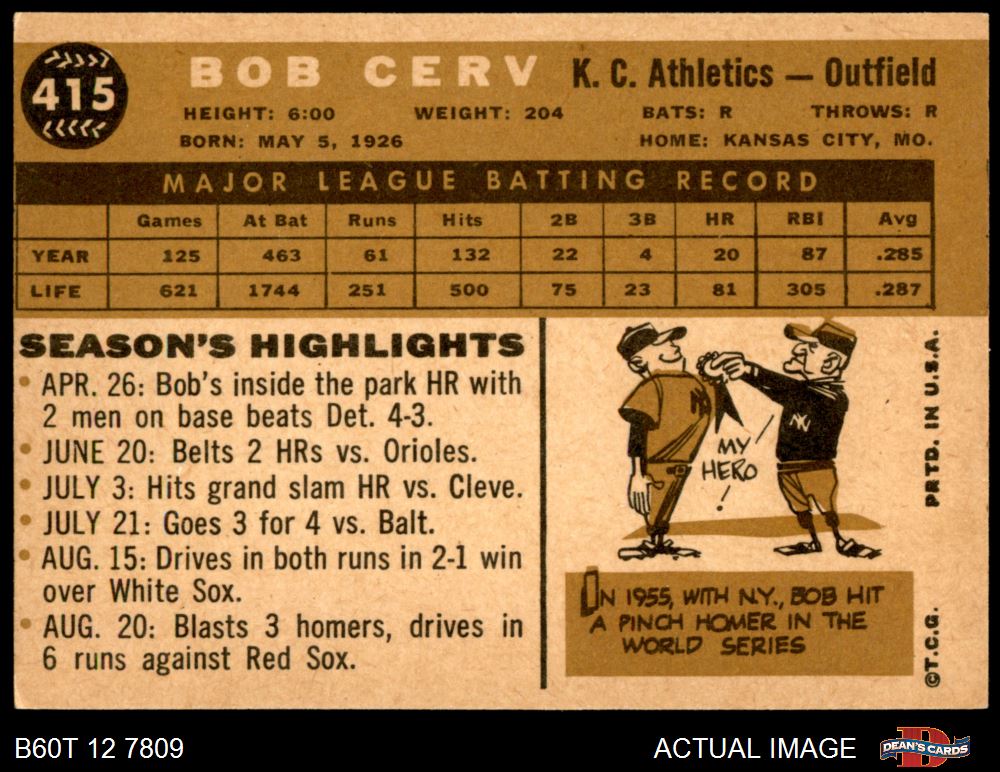 415
BOB CERV K. C. Athletics — Outfield
HEIGHT: 6:00 WEIGHT: 204 BATS: R THROWS: R
BORN: MAY 5, 1926 HOME: KANSAS CITY, MO.
MAJOR LEAGUE BATTING RECORD
Games At Bat Runs Hits 2B 3B HR RBI Avg
YEAR 125 463 61 132 22 4 20 87 .285
LIFE 621 1744 251 500 75 23 81 305 .287
SEASON'S HIGHLIGHTS
• APR. 26: Bob's inside the park HR with
2 men on base beats Det. 4-3.
• JUNE 20: Belts 2 HRs vs. Orioles.
• JULY 3: Hits grand slam HR vs. Cleve.
• JULY 21: Goes 3 for 4 vs. Balt.
• AUG. 15: Drives in both runs in 2-1 win
over White Sox.
• AUG. 20: Blasts 3 homers, drives in
6 runs against Red Sox.
NY
NY
MY
HERO
!
IN 1955, WITH N.Y., BOB HIT
A PINCH HOMER IN THE
WORLD SERIES
©T.C.G. PRTD. IN U.S.A.
B60T 12 7809
ACTUAL IMAGE
DEAN'S CARDS